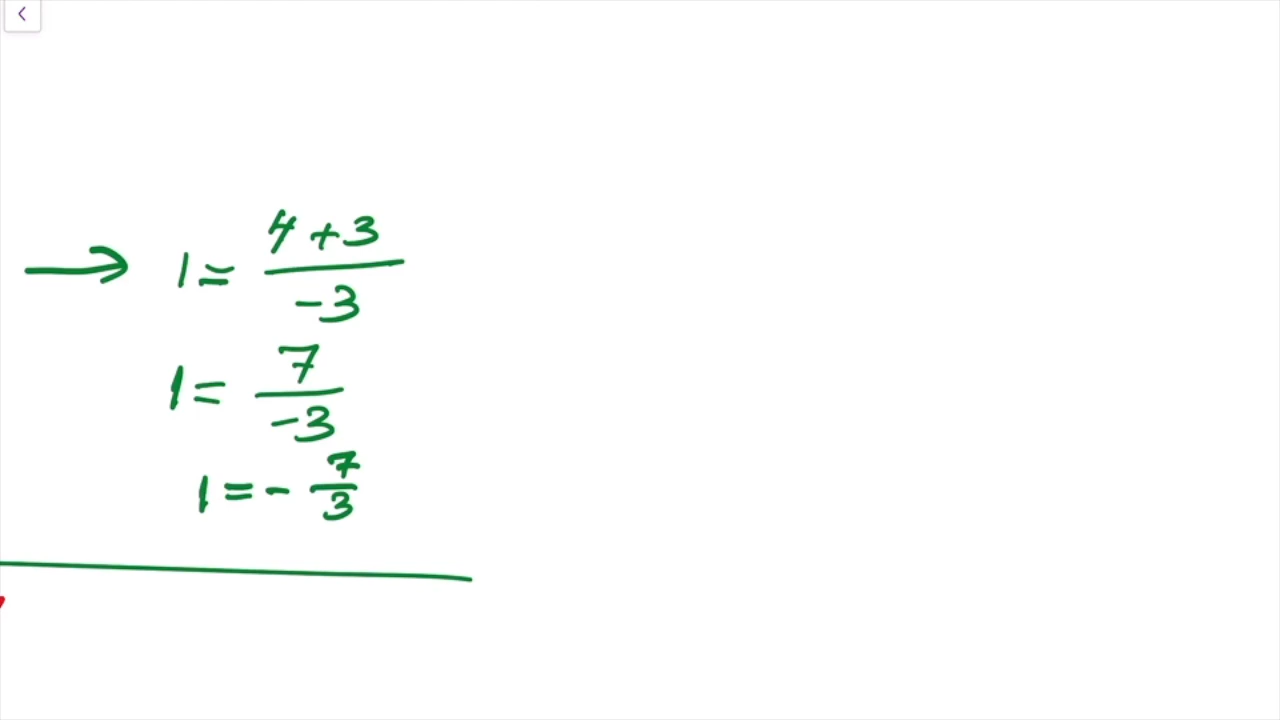 → 1 = (4 + 3) / -3
1 = 7 / -3
1 = - 7/3